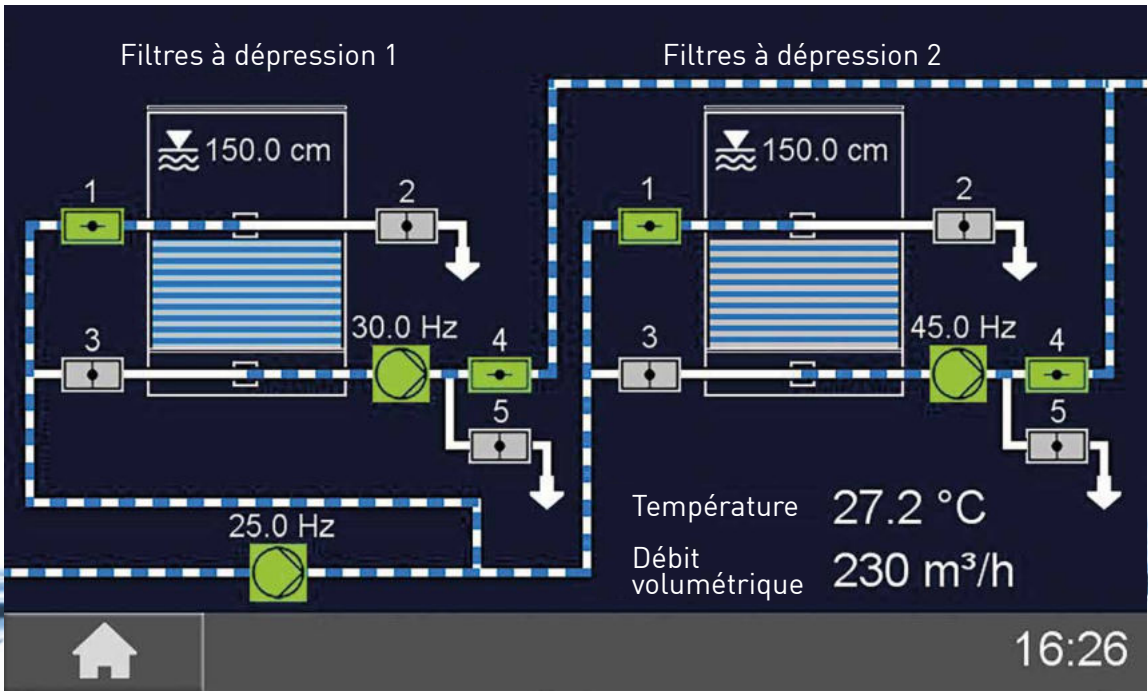 Filtres à dépression 1
Filtres à dépression 2
150.0 cm
150.0 cm
1
2
1
2
3
30.0 Hz
4
3
45.0 Hz
4
5
5
25.0 Hz
Température 27.2 °C
Débit
volumétrique 230 m³/h
16:26